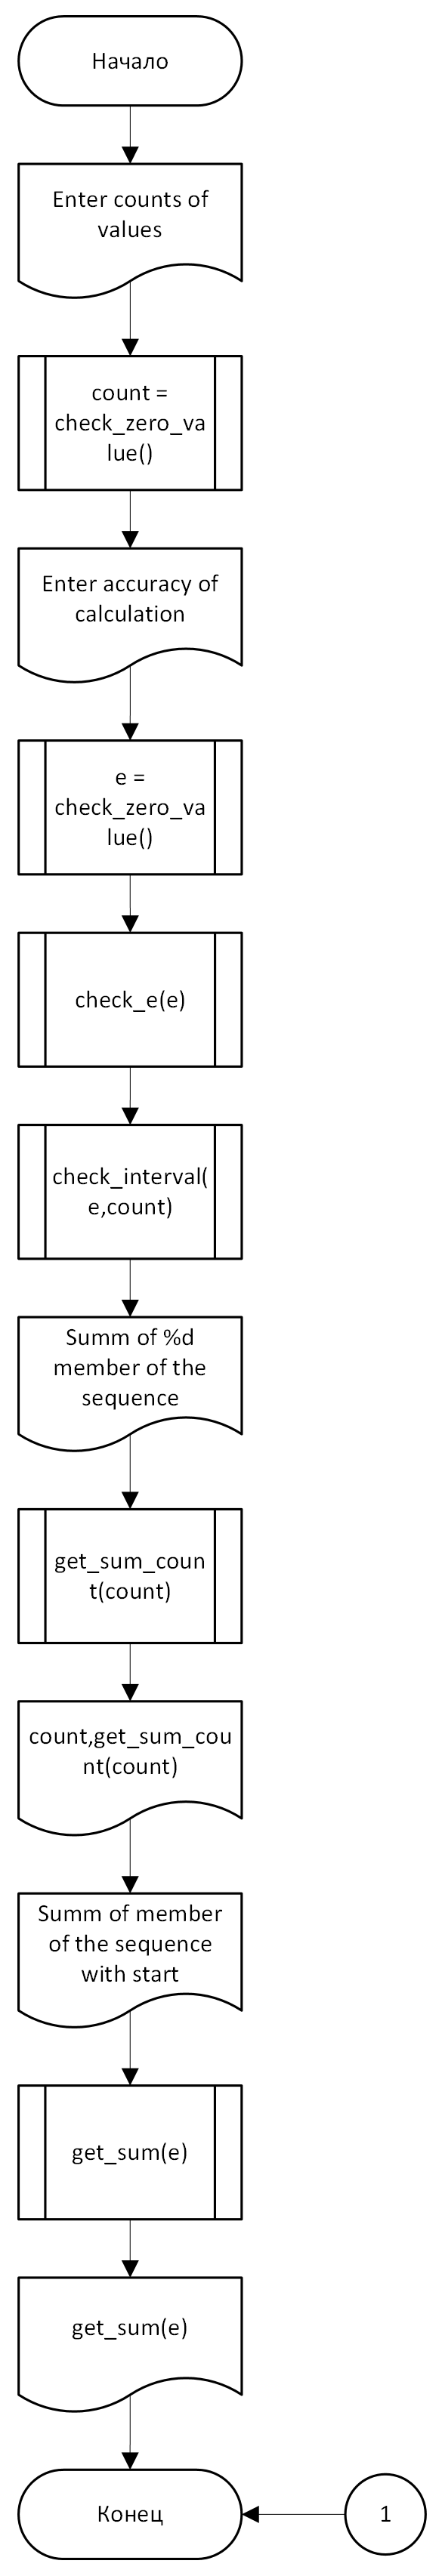 Начало
Enter counts of
values
count =
check_zero_va
lue()
Enter accuracy of
calculation
e =
check_zero_va
lue()
check_e(e)
check_interval(
e,count)
Summ of %d
member of the
sequence
get_sum_coun
t(count)
count,get_sum_cou
nt(count)
Summ of member
of the sequence
with start
get_sum(e)
get_sum(e)
Конец
1